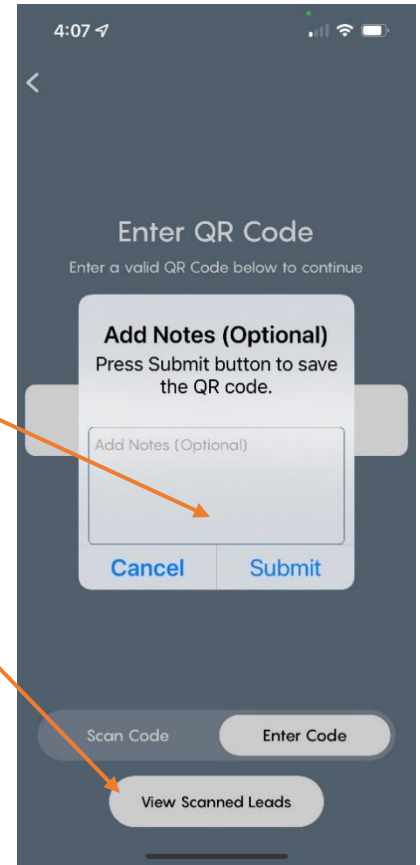 4:07
Enter QR Code
Enter a valid QR Code below to continue
Add Notes (Optional)
Press Submit button to save
the QR code.
Add Notes (Optional)
Cancel Submit
Scan Code Enter Code
View Scanned Leads